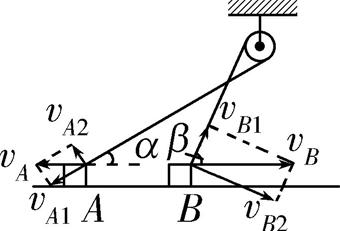 v_{B1}
v_{A2} α β
v_A v_B
v_{A1} A B v_{B2}